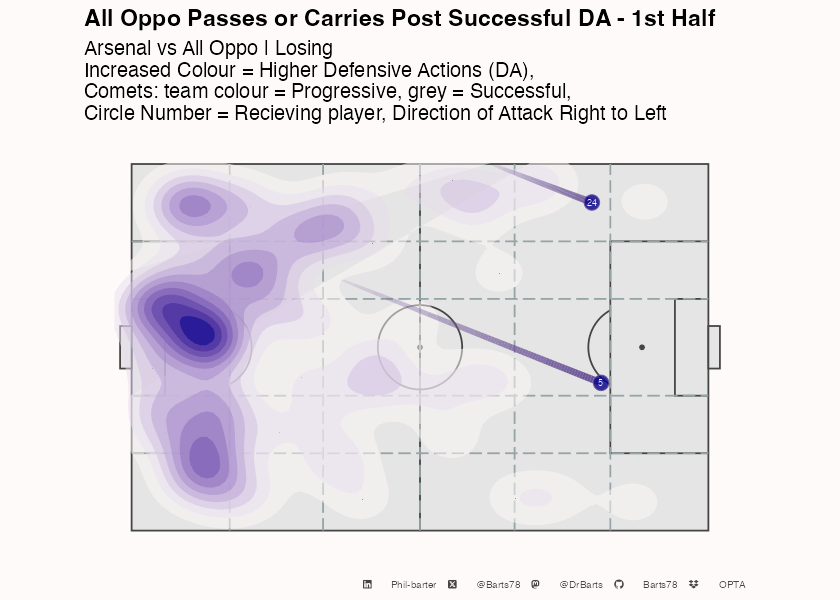 All Oppo Passes or Carries Post Successful DA - 1st Half
Arsenal vs All Oppo | Losing
Increased Colour = Higher Defensive Actions (DA),
Comets: team colour = Progressive, grey = Successful,
Circle Number = Recieving player, Direction of Attack Right to Left
24
5
Phil-barter @Barts78 @DrBarts Barts78 OPTA